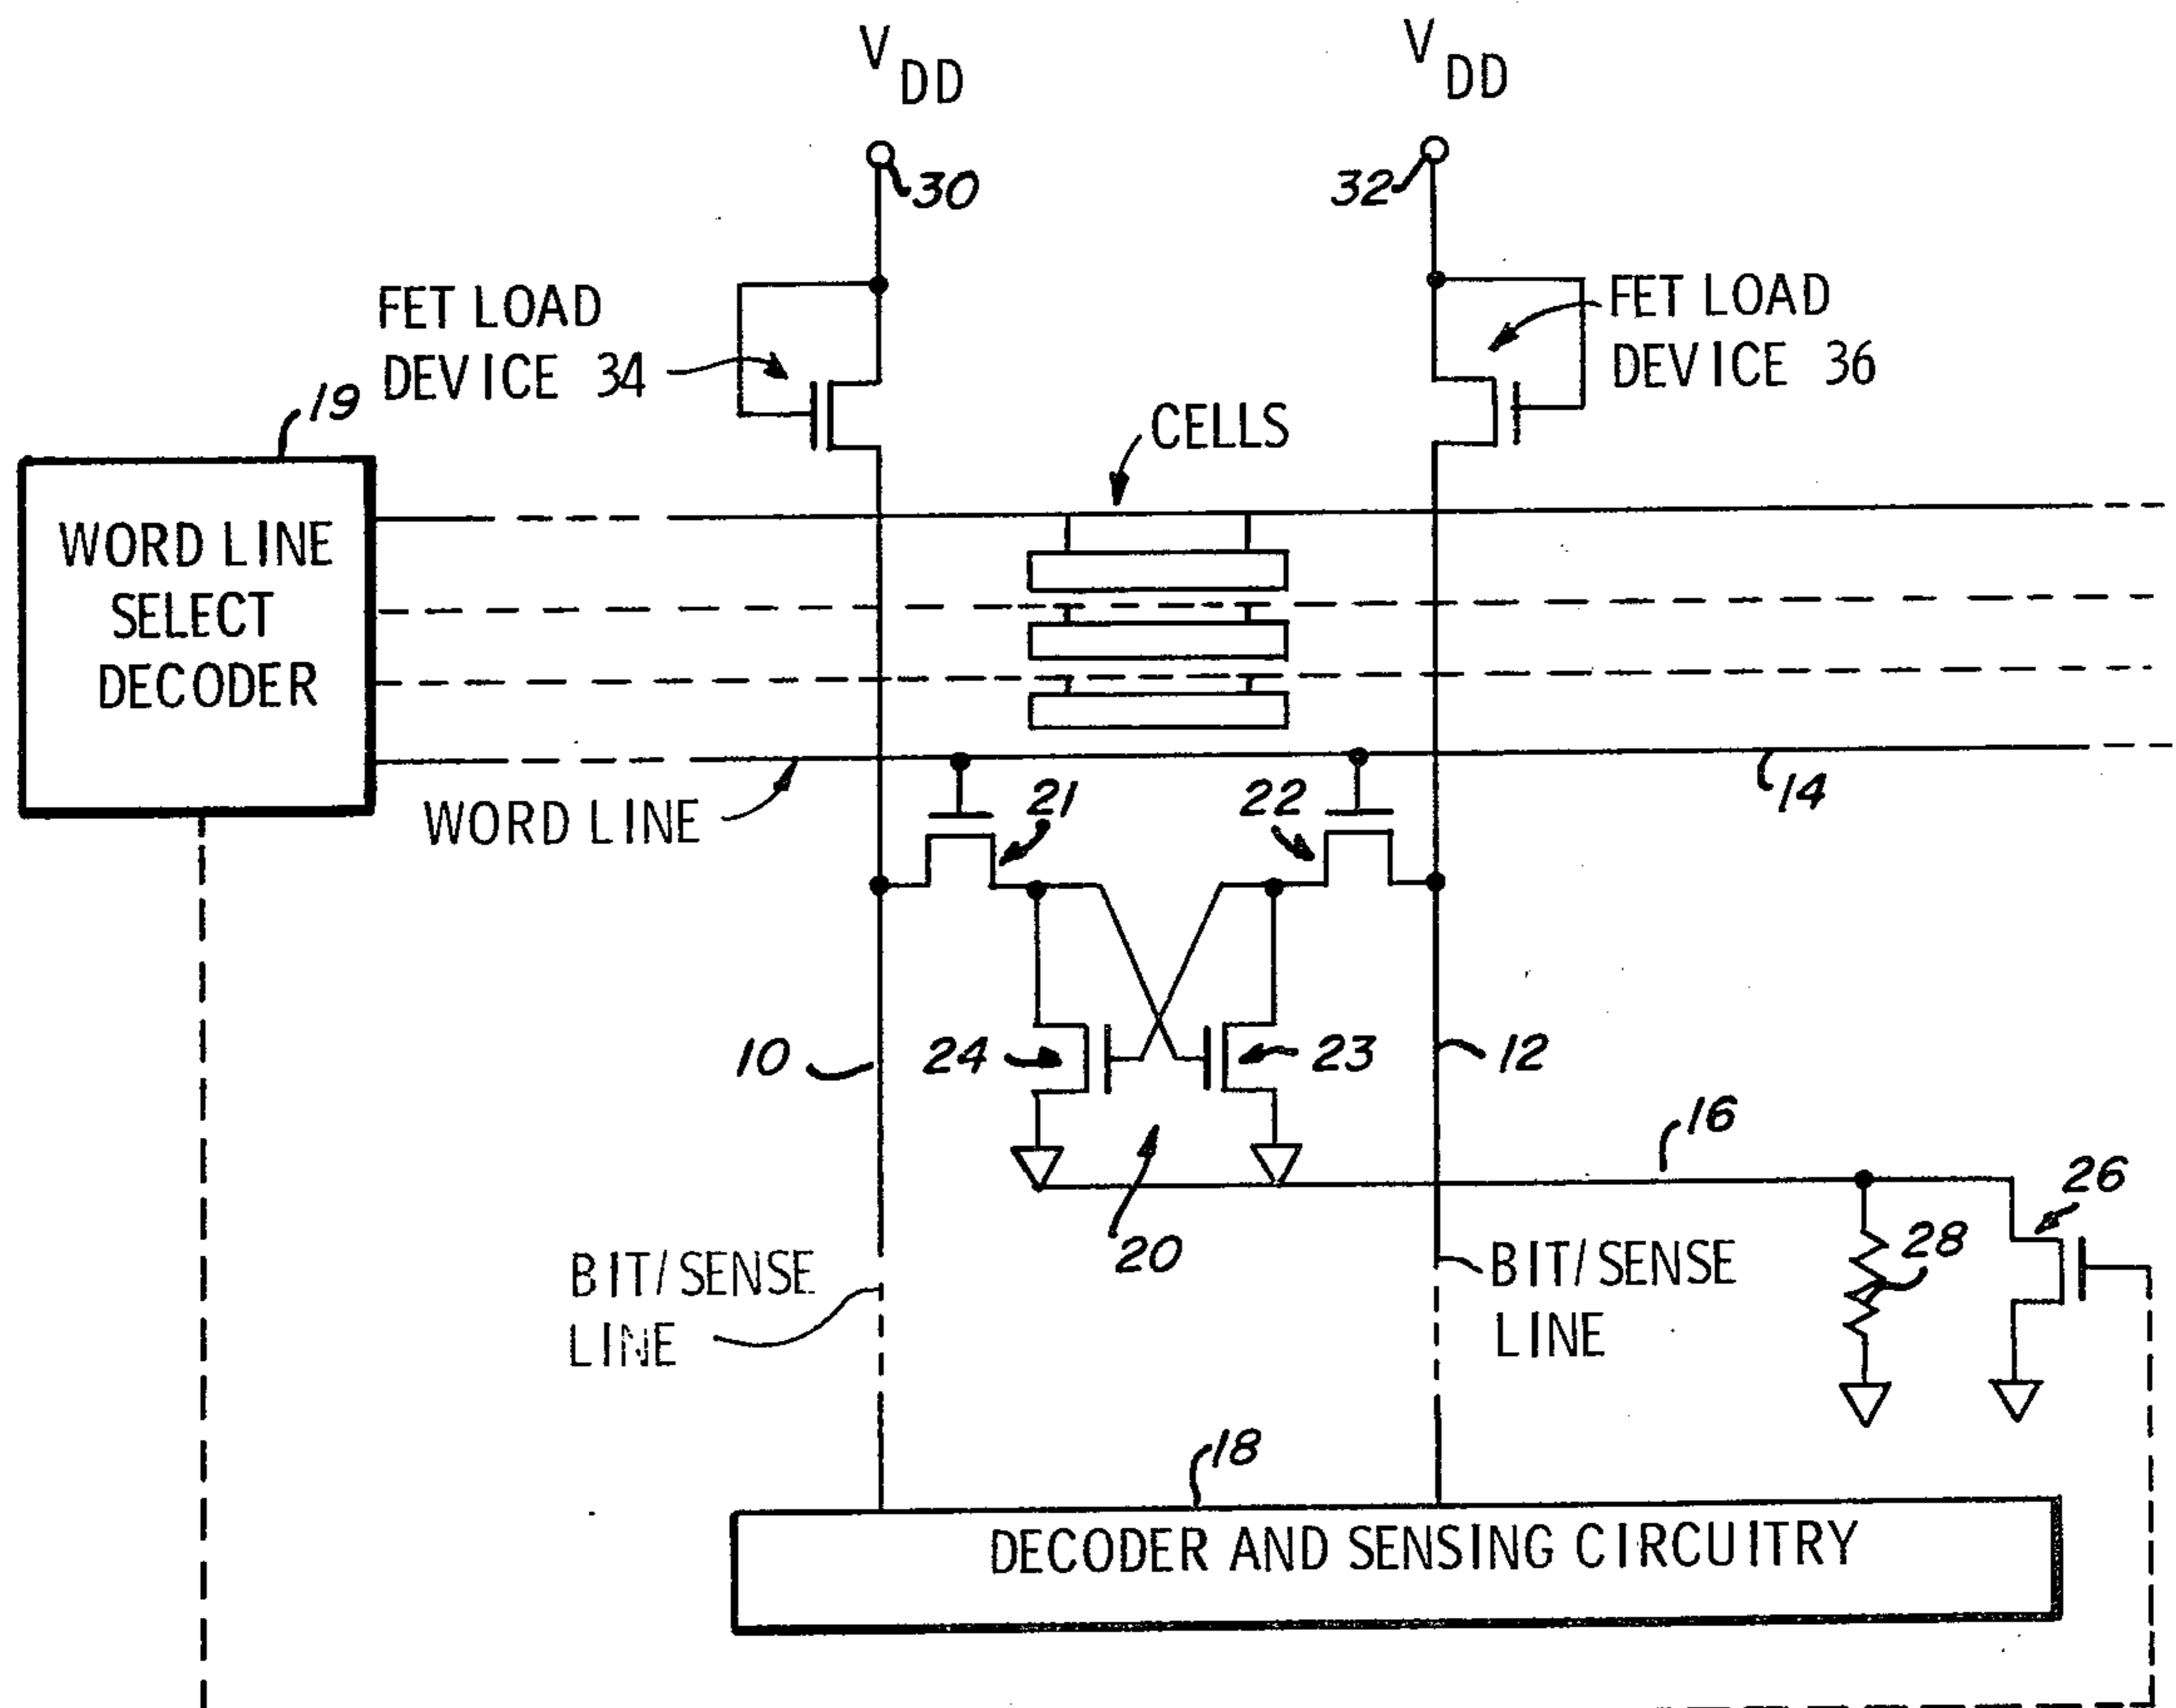 V DD
V DD
30
32
FET LOAD
DEVICE 34
FET LOAD
DEVICE 36
19
CELLS
WORD LINE
SELECT
DECODER
WORD LINE
21
22
14
10
24
23
12
16
26
20
28
BIT/SENSE
LINE
BIT/SENSE
LINE
18
DECODER AND SENSING CIRCUITRY